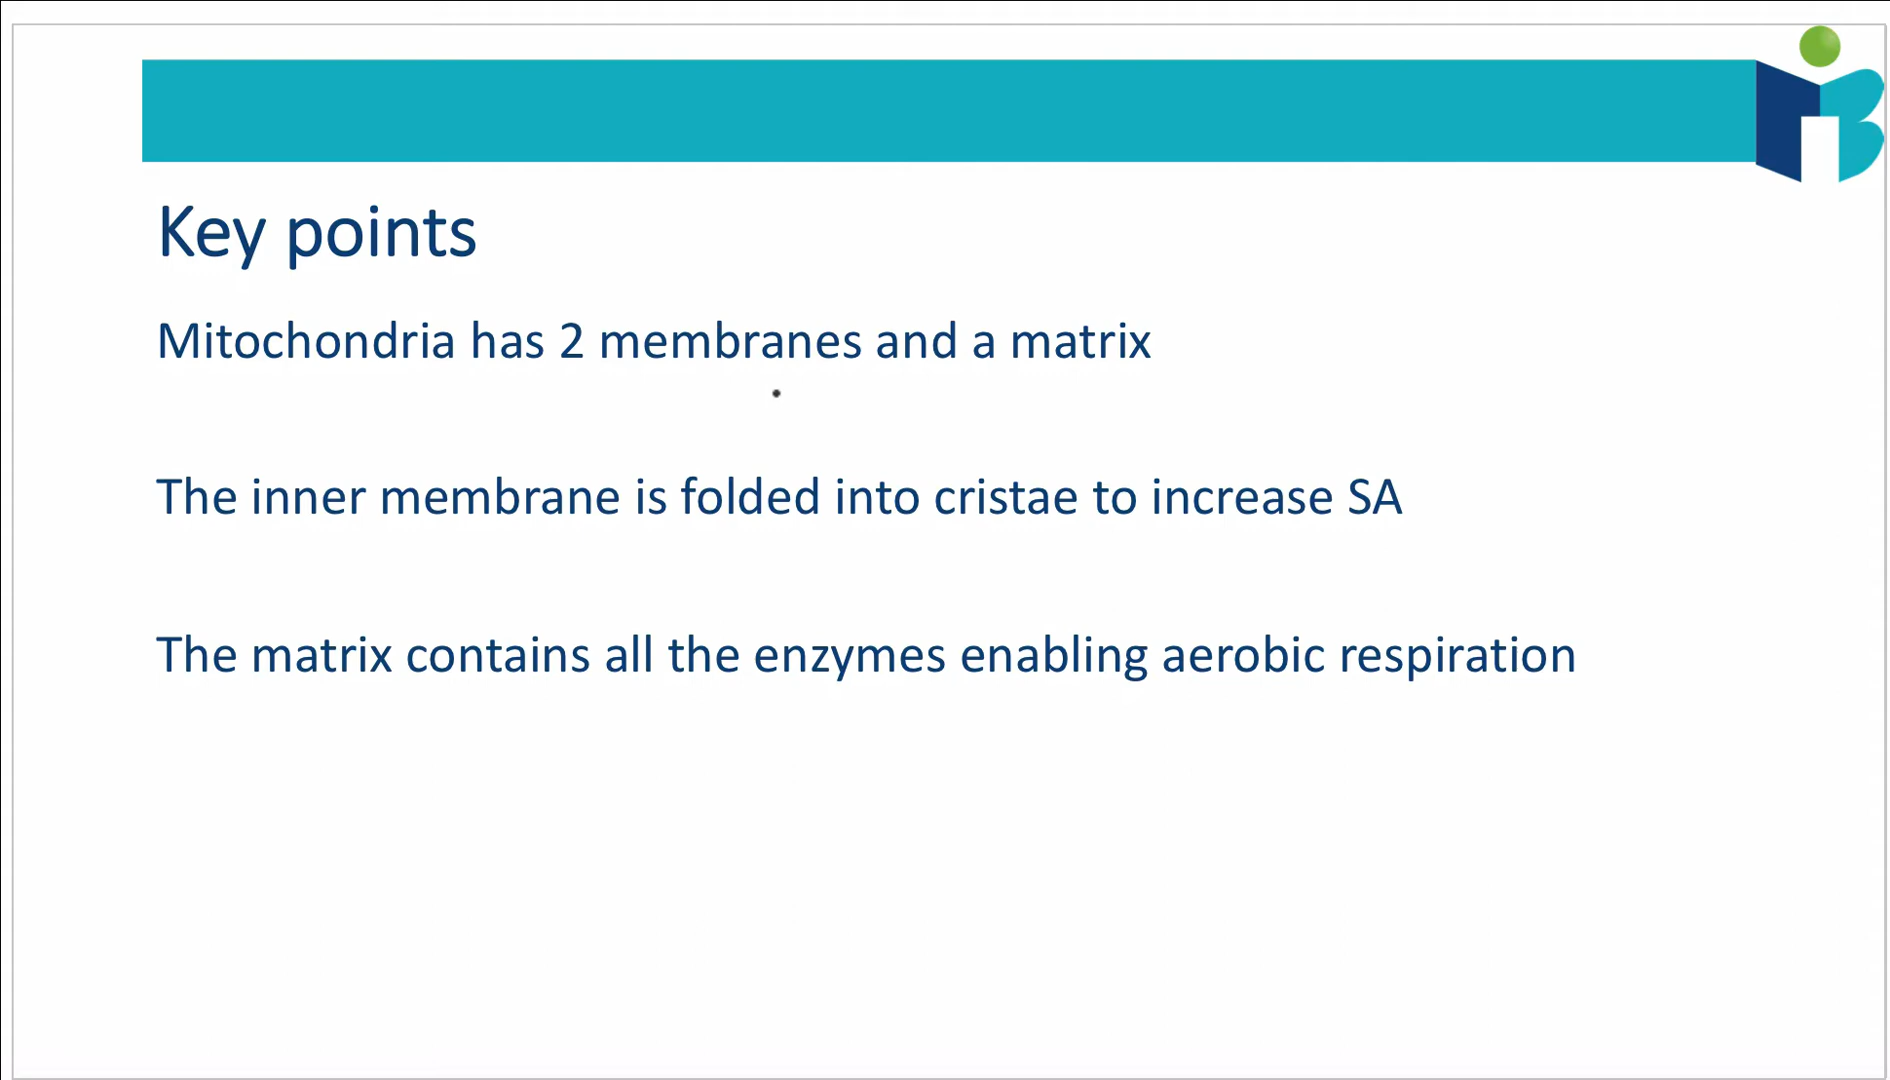 Key points
Mitochondria has 2 membranes and a matrix
The inner membrane is folded into cristae to increase SA
The matrix contains all the enzymes enabling aerobic respiration